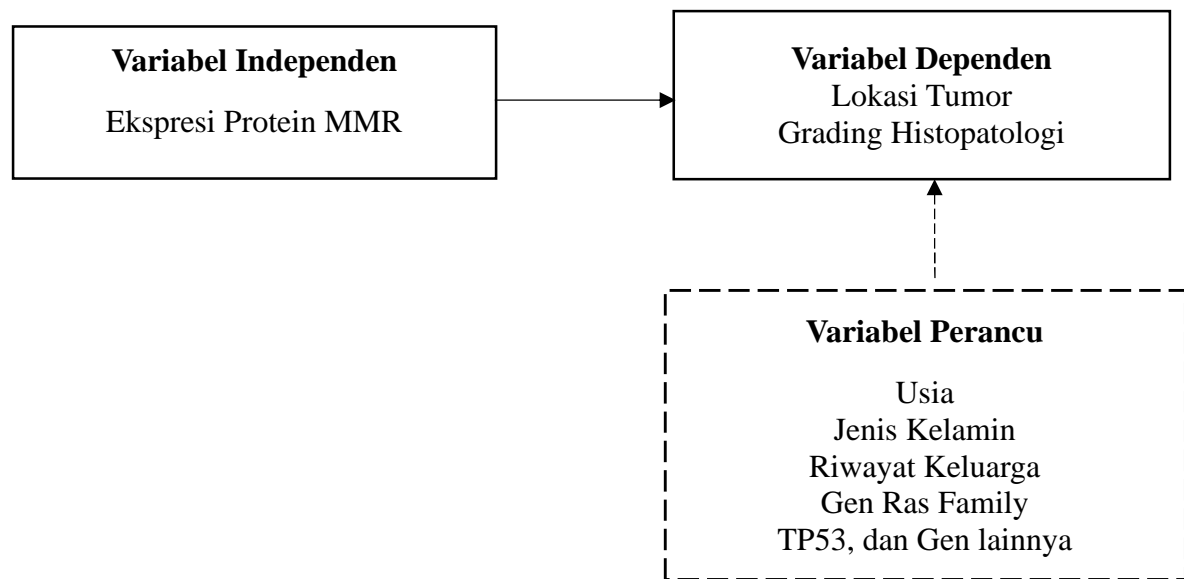 Variabel Independen
Ekspresi Protein MMR
Variabel Dependen
Lokasi Tumor
Grading Histopatologi
Variabel Perancu
Usia
Jenis Kelamin
Riwayat Keluarga
Gen Ras Family
TP53, dan Gen lainnya